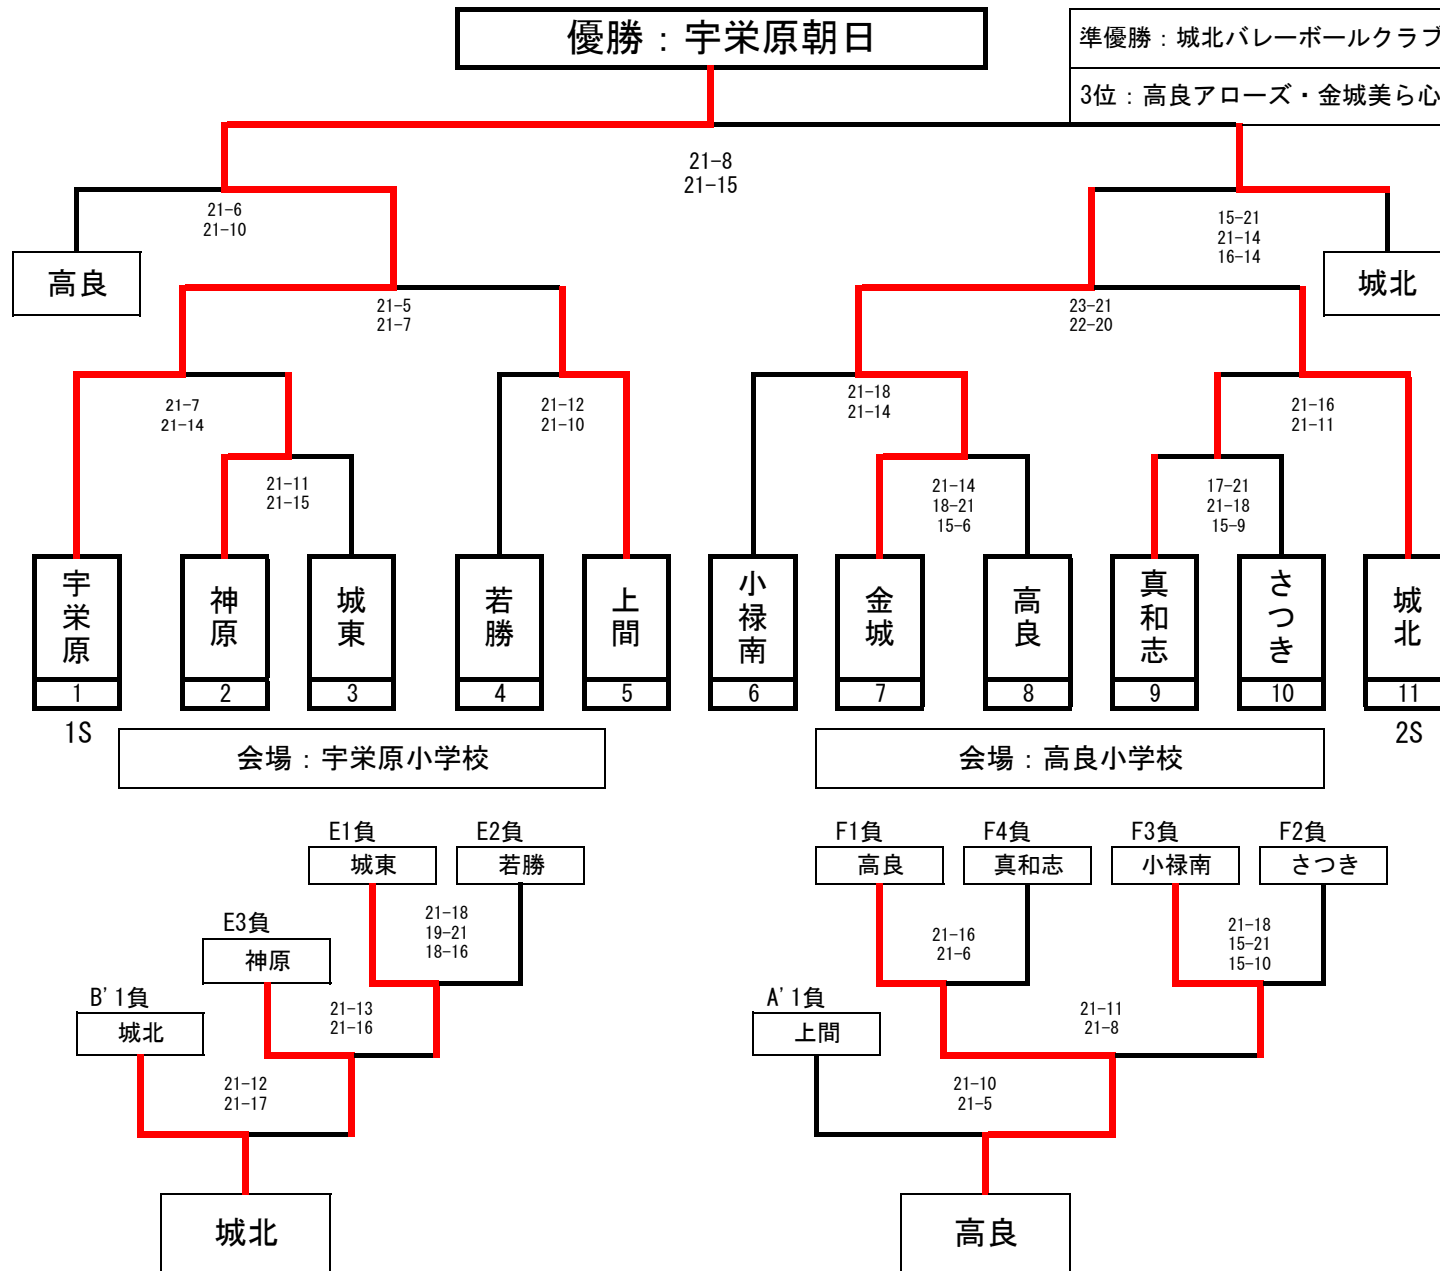 優勝：宇栄原朝日
準優勝：城北バレーボールクラブ
3位：高良アローズ・金城美ら心
21-8
21-15
21-6
21-10
15-21
21-14
16-14
高良
城北
21-5
21-7
23-21
22-20
21-7
21-14
21-12
21-10
21-18
21-14
21-16
21-11
21-11
21-15
21-14
18-21
15-6
17-21
21-18
15-9
宇栄原
神原
城東
若勝
上間
小禄南
金城
高良
真和志
さつき
城北
1
2
3
4
5
6
7
8
9
10
11
1S
2S
会場：宇栄原小学校
会場：高良小学校
E1負
E2負
城東
若勝
21-18
19-21
18-16
E3負
神原
21-13
21-16
B'1負
城北
21-12
21-17
城北
F1負
F4負
F3負
F2負
高良
真和志
小禄南
さつき
21-16
21-6
21-18
15-21
15-10
A'1負
上間
21-11
21-8
21-10
21-5
高良